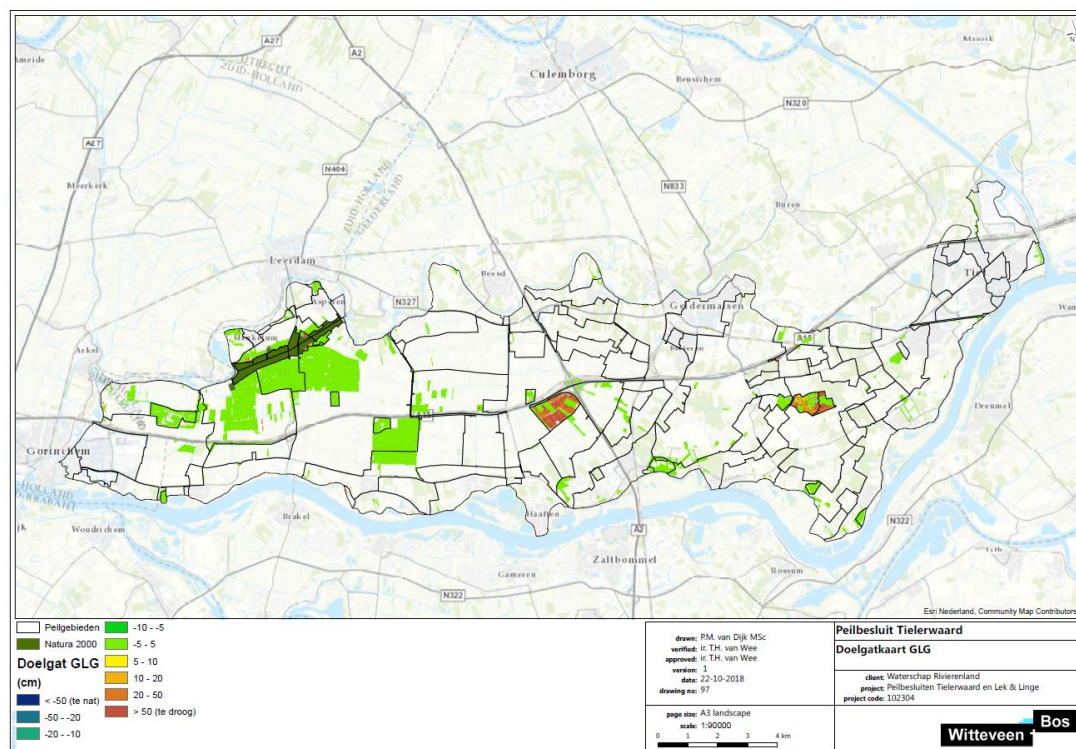 A27
A2
Ameide
UTRECHT
ZUID-HOLLAND
Culemborg
Beusichem
Maurik
N320
A27
Meerkerk
N404
ZUID-HOLLAND
GELDERLAND
N833
Buren
Leerdam
Beesd
Asperen
N327
Geldermalsen
Tiel
Heukelum
Arkel
A15
Dreumel
A15
Gorinchem
Woudrichem
Brakel
Haaften
A2
Zaltbommel
N322
Rossum
Gameren
N322
Esri Nederland, Community Map Contributors
Peilgebieden
Natura 2000
Doelgat GLG
(cm)
< -50 (te nat)
-50 - -20
-20 - -10
-10 - -5
-5 - 5
5 - 10
10 - 20
20 - 50
> 50 (te droog)
drawn: P.M. van Dijk MSc
verified: ir. T.H. van Wee
approved: ir. T.H. van Wee
version: 1
date: 22-10-2018
drawing no: 97
page size: A3 landscape
scale: 1:90000
0 1 2 3 4 km
Peilbesluit Tielerwaard
Doelgatkaart GLG
client: Waterschap Rivierenland
project: Peilbesluiten Tielerwaard en Lek & Linge
project code: 102304
Witteveen + Bos